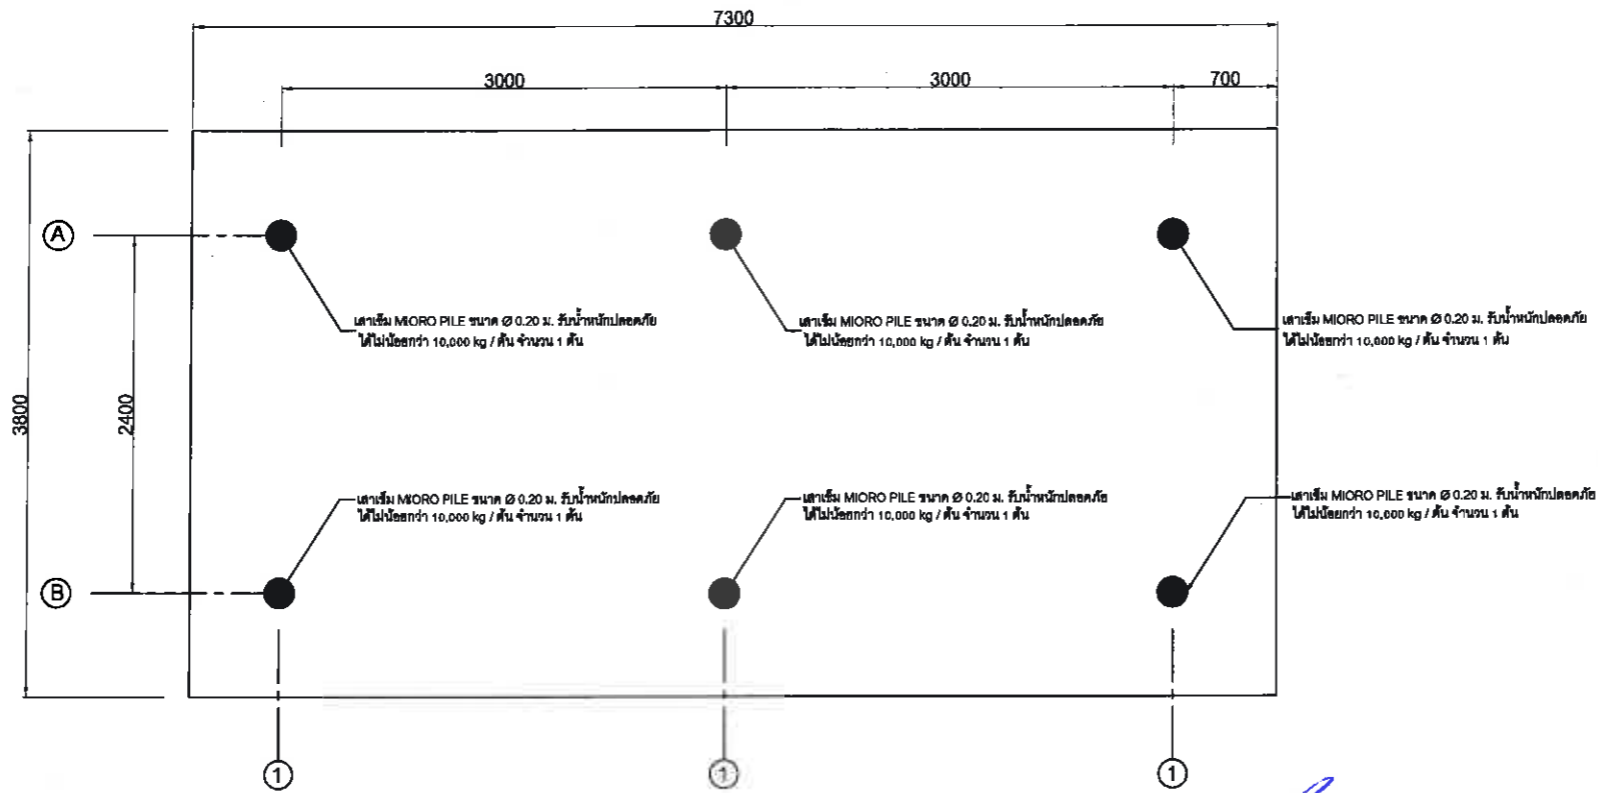 7300
3000
3000
700
A
เสาเข็ม MIORO PILE ขนาด Ø 0.20 ม. รับน้ำหนักปลอดภัย
ได้ไม่น้อยกว่า 10,000 kg / ต้น จำนวน 1 ต้น
เสาเข็ม MIORO PILE ขนาด Ø 0.20 ม. รับน้ำหนักปลอดภัย
ได้ไม่น้อยกว่า 10,000 kg / ต้น จำนวน 1 ต้น
เสาเข็ม MIORO PILE ขนาด Ø 0.20 ม. รับน้ำหนักปลอดภัย
ได้ไม่น้อยกว่า 10,000 kg / ต้น จำนวน 1 ต้น
3800
2400
เสาเข็ม MIORO PILE ขนาด Ø 0.20 ม. รับน้ำหนักปลอดภัย
ได้ไม่น้อยกว่า 10,000 kg / ต้น จำนวน 1 ต้น
เสาเข็ม MIORO PILE ขนาด Ø 0.20 ม. รับน้ำหนักปลอดภัย
ได้ไม่น้อยกว่า 10,000 kg / ต้น จำนวน 1 ต้น
เสาเข็ม MIORO PILE ขนาด Ø 0.20 ม. รับน้ำหนักปลอดภัย
ได้ไม่น้อยกว่า 10,000 kg / ต้น จำนวน 1 ต้น
B
1
1
1